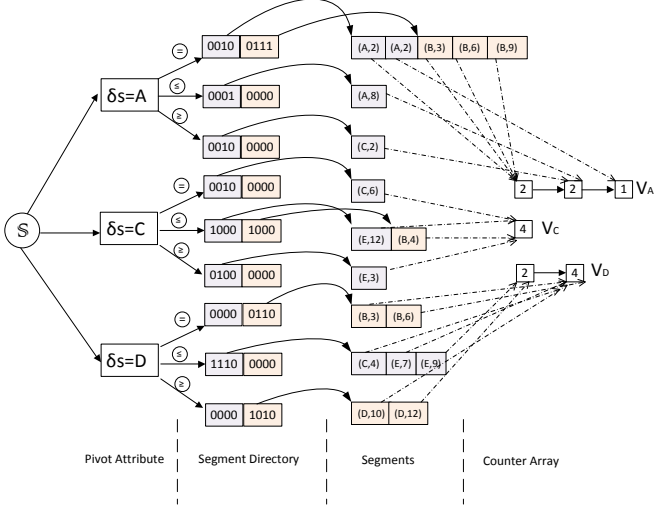 = 0010 0111 (A,2) (A,2) (B,3) (B,6) (B,9)
δs=A ≤ 0001 0000 (A,8)
≥ 0010 0000 (C,2)
2 2 1 VA
= 0010 0000 (C,6)
𝕊 δs=C ≤ 1000 1000 (E,12) (B,4) 4 VC
≥ 0100 0000 (E,3)
2 4 VD
= 0000 0110 (B,3) (B,6)
δs=D ≤ 1110 0000 (C,4) (E,7) (E,9)
≥ 0000 1010 (D,10) (D,12)
Pivot Attribute Segment Directory Segments Counter Array